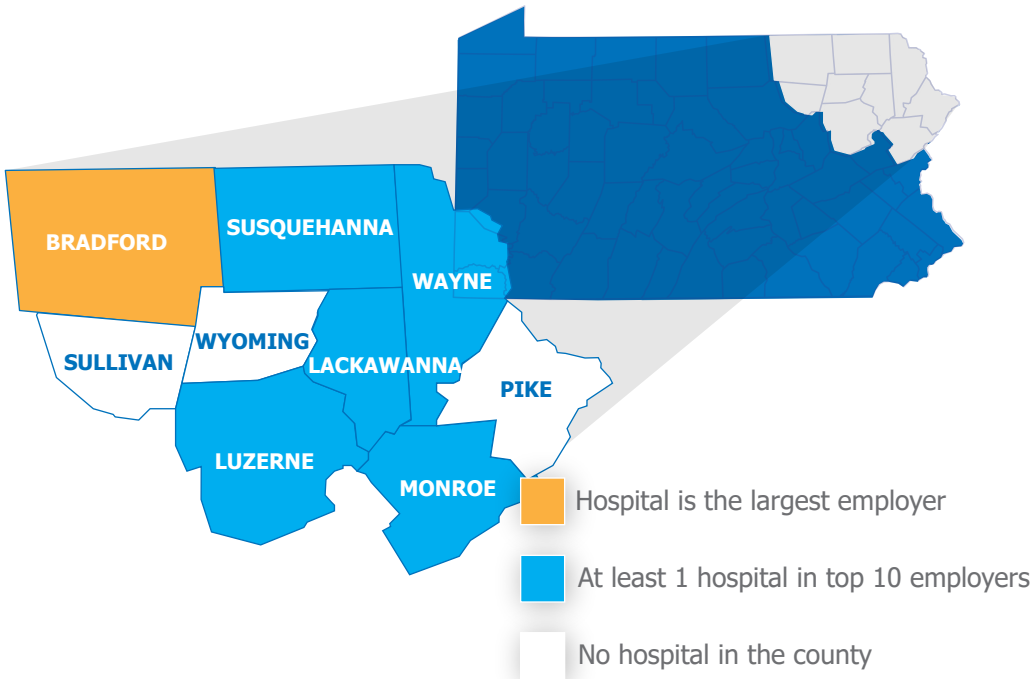 BRADFORD
SUSQUEHANNA
WAYNE
WYOMING
SULLIVAN
LACKAWANNA
PIKE
LUZERNE
MONROE
Hospital is the largest employer
At least 1 hospital in top 10 employers
No hospital in the county